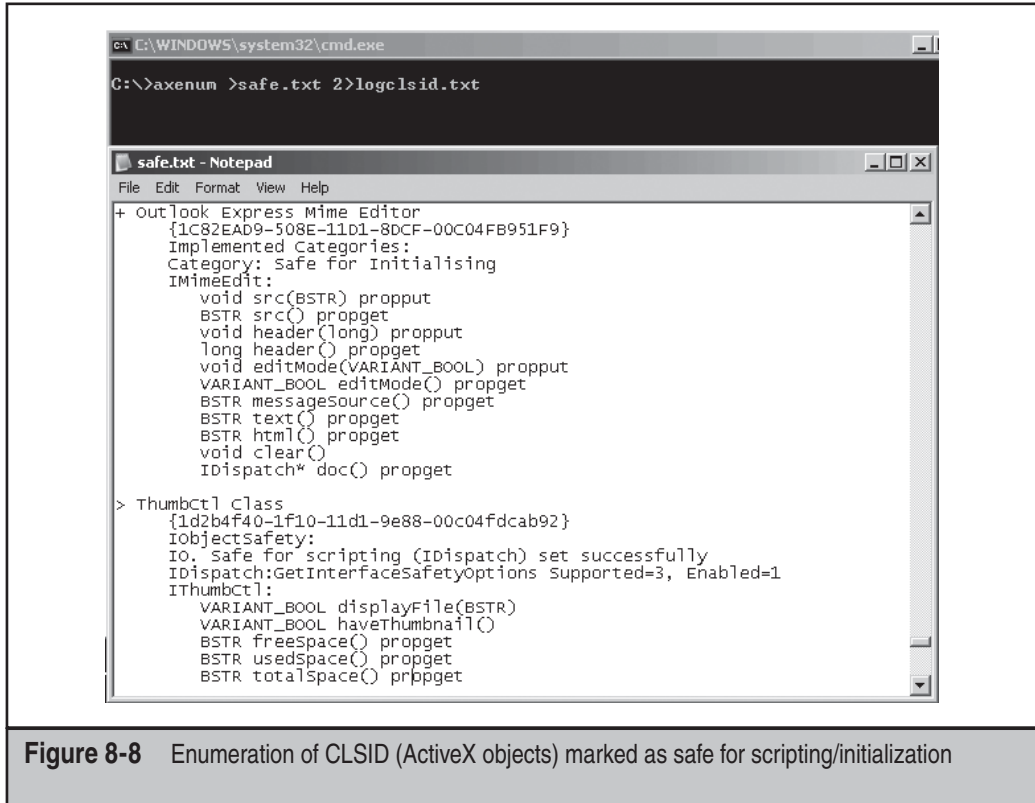 C:\WINDOWS\system32\cmd.exe
C:\>axenum >safe.txt 2>logclsid.txt
safe.txt - Notepad
File Edit Format View Help
+ Outlook Express Mime Editor
{1C82EAD9-508E-11D1-8DCF-00C04FB951F9}
Implemented Categories:
Category: Safe for Initialising
IMimeEdit:
void src(BSTR) propput
BSTR src() propget
void header(long) propput
long header() propget
void editMode(VARIANT_BOOL) propput
VARIANT_BOOL editMode() propget
BSTR messageSource() propget
BSTR text() propget
BSTR html() propget
void clear()
IDispatch* doc() propget
> ThumbCtl Class
{1d2b4f40-1f10-11d1-9e88-00c04fdcab92}
IObjectSafety:
IO. Safe for scripting (IDispatch) set successfully
IDispatch:GetInterfaceSafetyOptions Supported=3, Enabled=1
IThumbCtl:
VARIANT_BOOL displayFile(BSTR)
VARIANT_BOOL haveThumbnail()
BSTR freeSpace() propget
BSTR usedSpace() propget
BSTR totalSpace() propget
Figure 8-8 Enumeration of CLSID (ActiveX objects) marked as safe for scripting/initialization